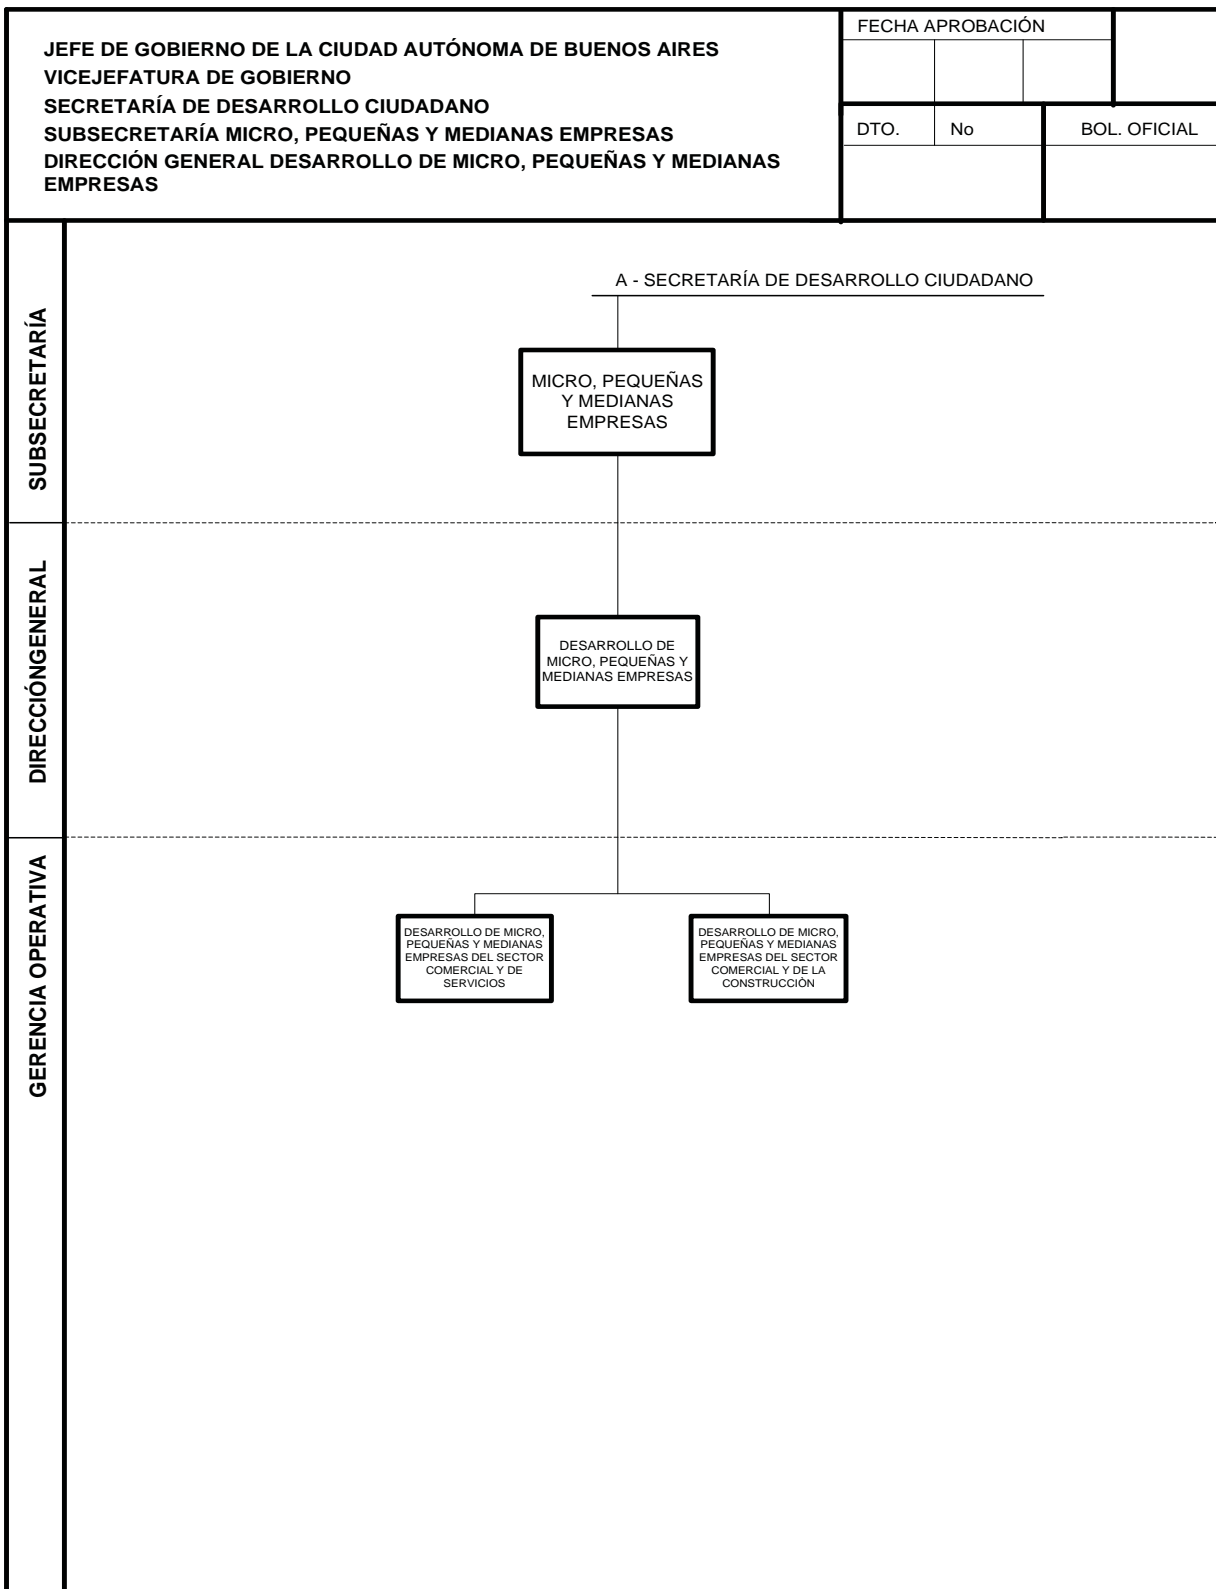 JEFE DE GOBIERNO DE LA CIUDAD AUTÓNOMA DE BUENOS AIRES
VICEJEFATURA DE GOBIERNO
SECRETARÍA DE DESARROLLO CIUDADANO
SUBSECRETARÍA MICRO, PEQUEÑAS Y MEDIANAS EMPRESAS
DIRECCIÓN GENERAL DESARROLLO DE MICRO, PEQUEÑAS Y MEDIANAS
EMPRESAS
FECHA APROBACIÓN
DTO.
No
BOL. OFICIAL
SUBSECRETARÍA
A - SECRETARÍA DE DESARROLLO CIUDADANO
MICRO, PEQUEÑAS
Y MEDIANAS
EMPRESAS
DIRECCIÓNGENERAL
DESARROLLO DE
MICRO, PEQUEÑAS Y
MEDIANAS EMPRESAS
GERENCIA OPERATIVA
DESARROLLO DE MICRO,
PEQUEÑAS Y MEDIANAS
EMPRESAS DEL SECTOR
COMERCIAL Y DE
SERVICIOS
DESARROLLO DE MICRO,
PEQUEÑAS Y MEDIANAS
EMPRESAS DEL SECTOR
COMERCIAL Y DE LA
CONSTRUCCIÓN